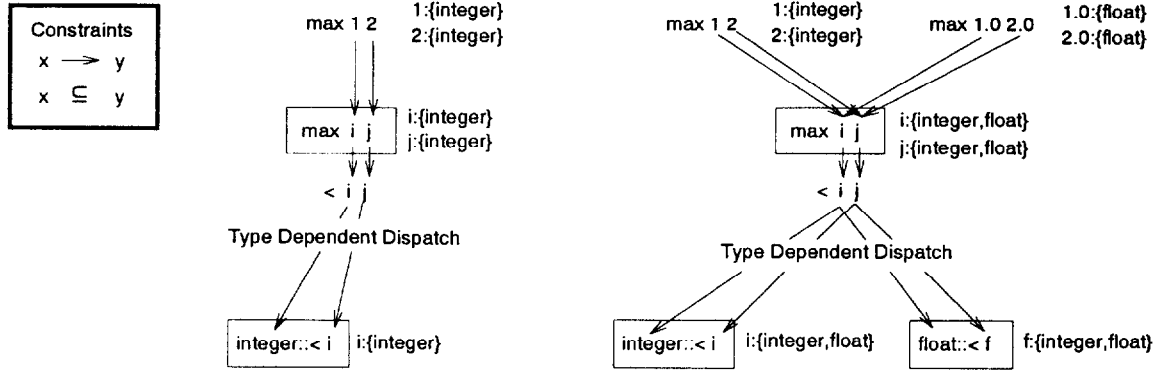 Constraints
x → y
x ⊆ y
max 1 2
1:{integer}
2:{integer}
max i j
i:{integer}
j:{integer}
< i j
Type Dependent Dispatch
integer::< i
i:{integer}
max 1 2
1:{integer}
2:{integer}
max 1.0 2.0
1.0:{float}
2.0:{float}
max i j
i:{integer,float}
j:{integer,float}
< i j
Type Dependent Dispatch
integer::< i
i:{integer,float}
float::< f
f:{integer,float}